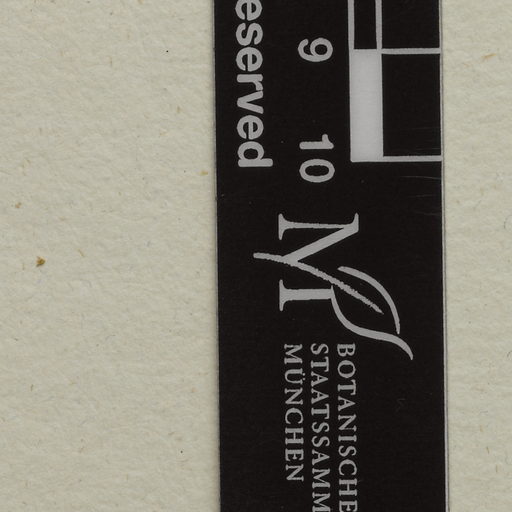 eserved
9
10
M
BOTANISCHE
STAATSSAMM
MÜNCHEN